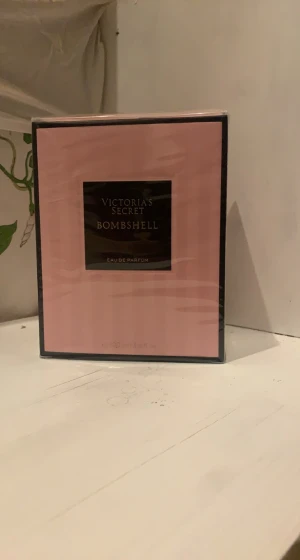 VICTORIA'S
SECRET
BOMBSHELL
EAU DE PARFUM